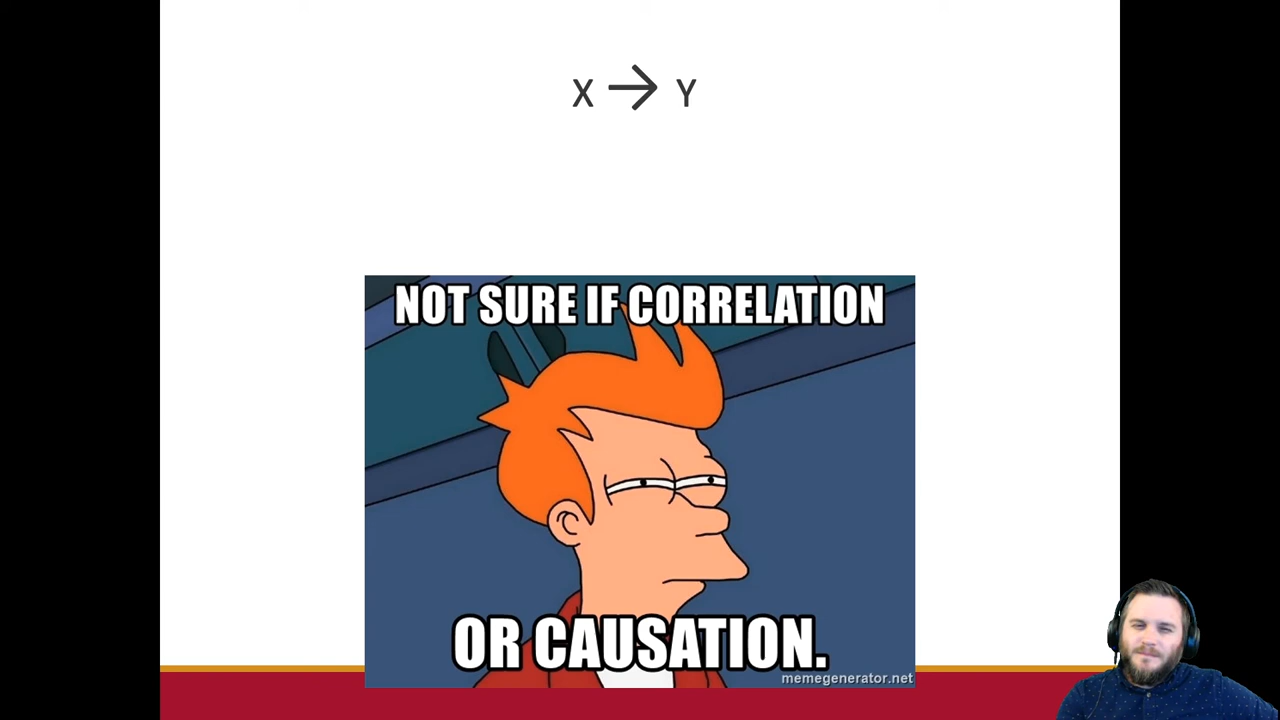 X → Y
NOT SURE IF CORRELATION
OR CAUSATION.
memegenerator.net